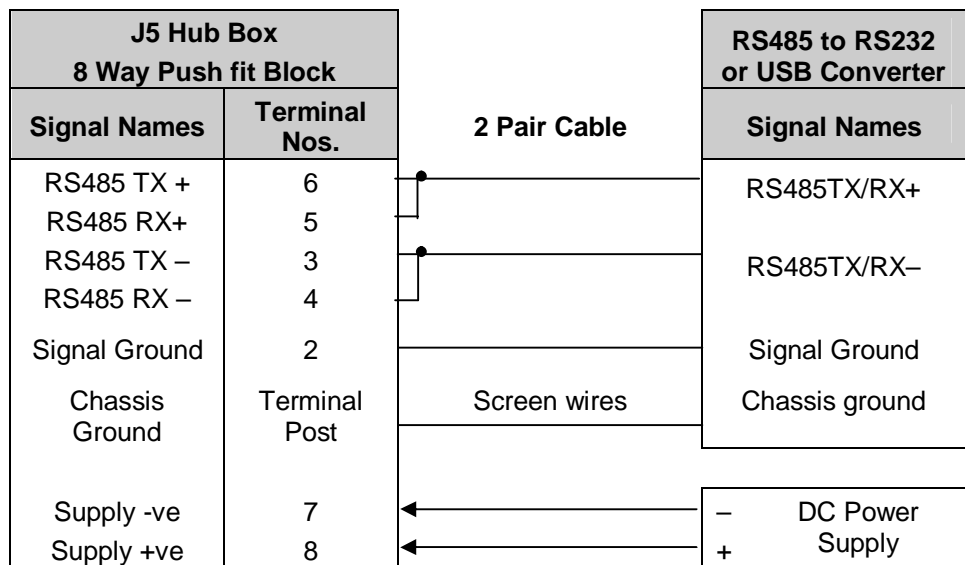 J5 Hub Box
8 Way Push fit Block
RS485 to RS232
or USB Converter
Signal Names
Terminal
Nos.
2 Pair Cable
Signal Names
RS485 TX +
6
RS485TX/RX+
RS485 RX+
5
RS485 TX –
3
RS485TX/RX–
RS485 RX –
4
Signal Ground
2
Signal Ground
Chassis
Ground
Terminal
Post
Screen wires
Chassis ground
Supply -ve
7
–
DC Power
Supply
Supply +ve
8
+